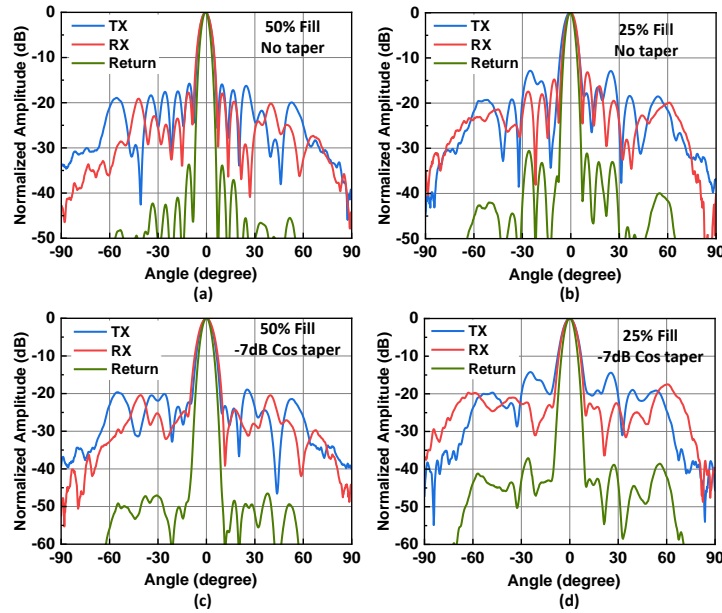 TX
RX
Return
50% Fill
No taper
Normalized Amplitude (dB)
0
-10
-20
-30
-40
-50
-90 -60 -30 0 30 60 90
Angle (degree)
(a)
TX
RX
Return
25% Fill
No taper
Normalized Amplitude (dB)
0
-10
-20
-30
-40
-50
-90 -60 -30 0 30 60 90
Angle (degree)
(b)
TX
RX
Return
50% Fill
-7dB Cos taper
Normalized Amplitude (dB)
0
-10
-20
-30
-40
-50
-60
-90 -60 -30 0 30 60 90
Angle (degree)
(c)
TX
RX
Return
25% Fill
-7dB Cos taper
Normalized Amplitude (dB)
0
-10
-20
-30
-40
-50
-60
-90 -60 -30 0 30 60 90
Angle (degree)
(d)